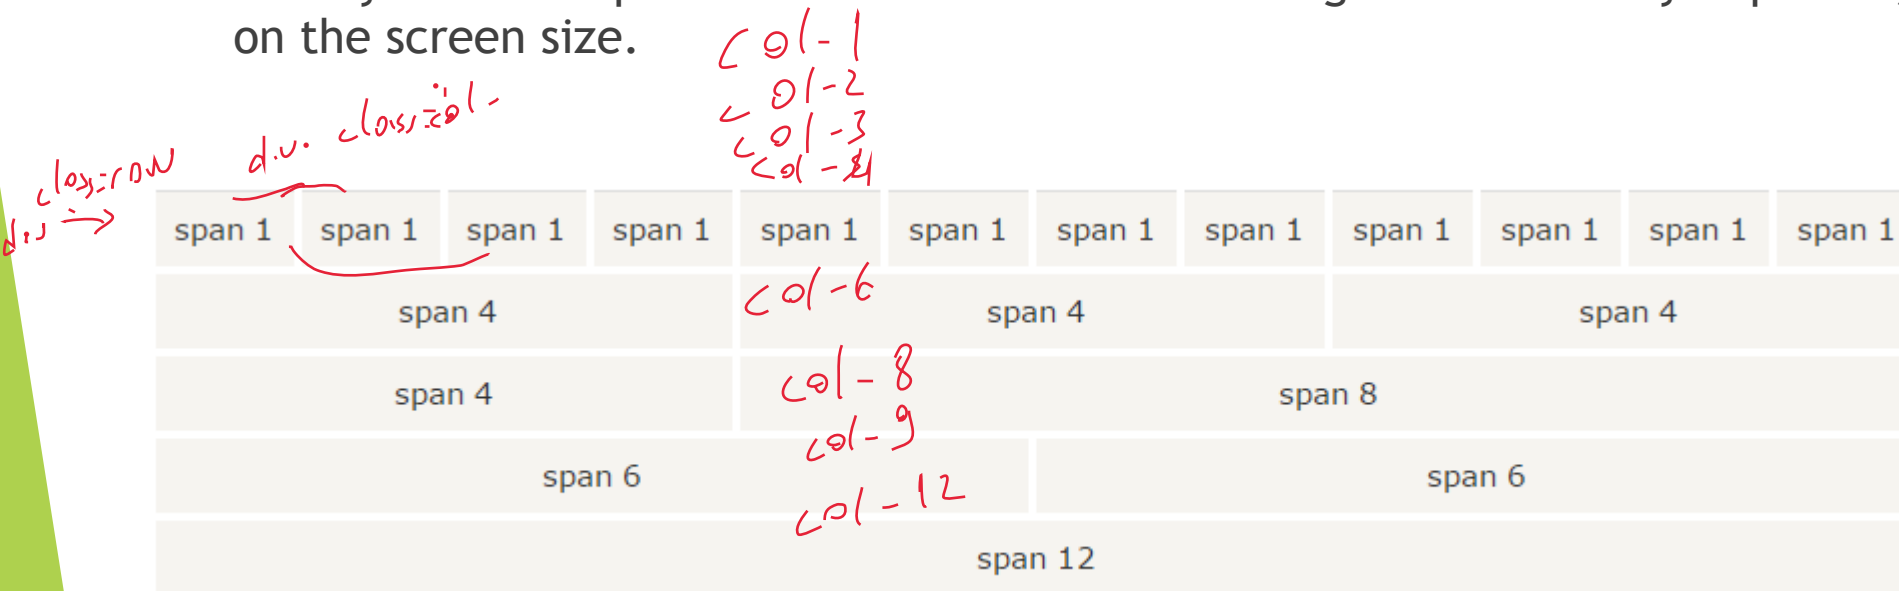 on the screen size.
col-1
col-2
col-3
col-4
div class=col-
class=row
div
span 1 span 1 span 1 span 1 span 1 span 1 span 1 span 1 span 1 span 1 span 1 span 1
col-6
span 4 span 4 span 4
col-8
span 4 span 8
col-9
span 6 span 6
col-12
span 12